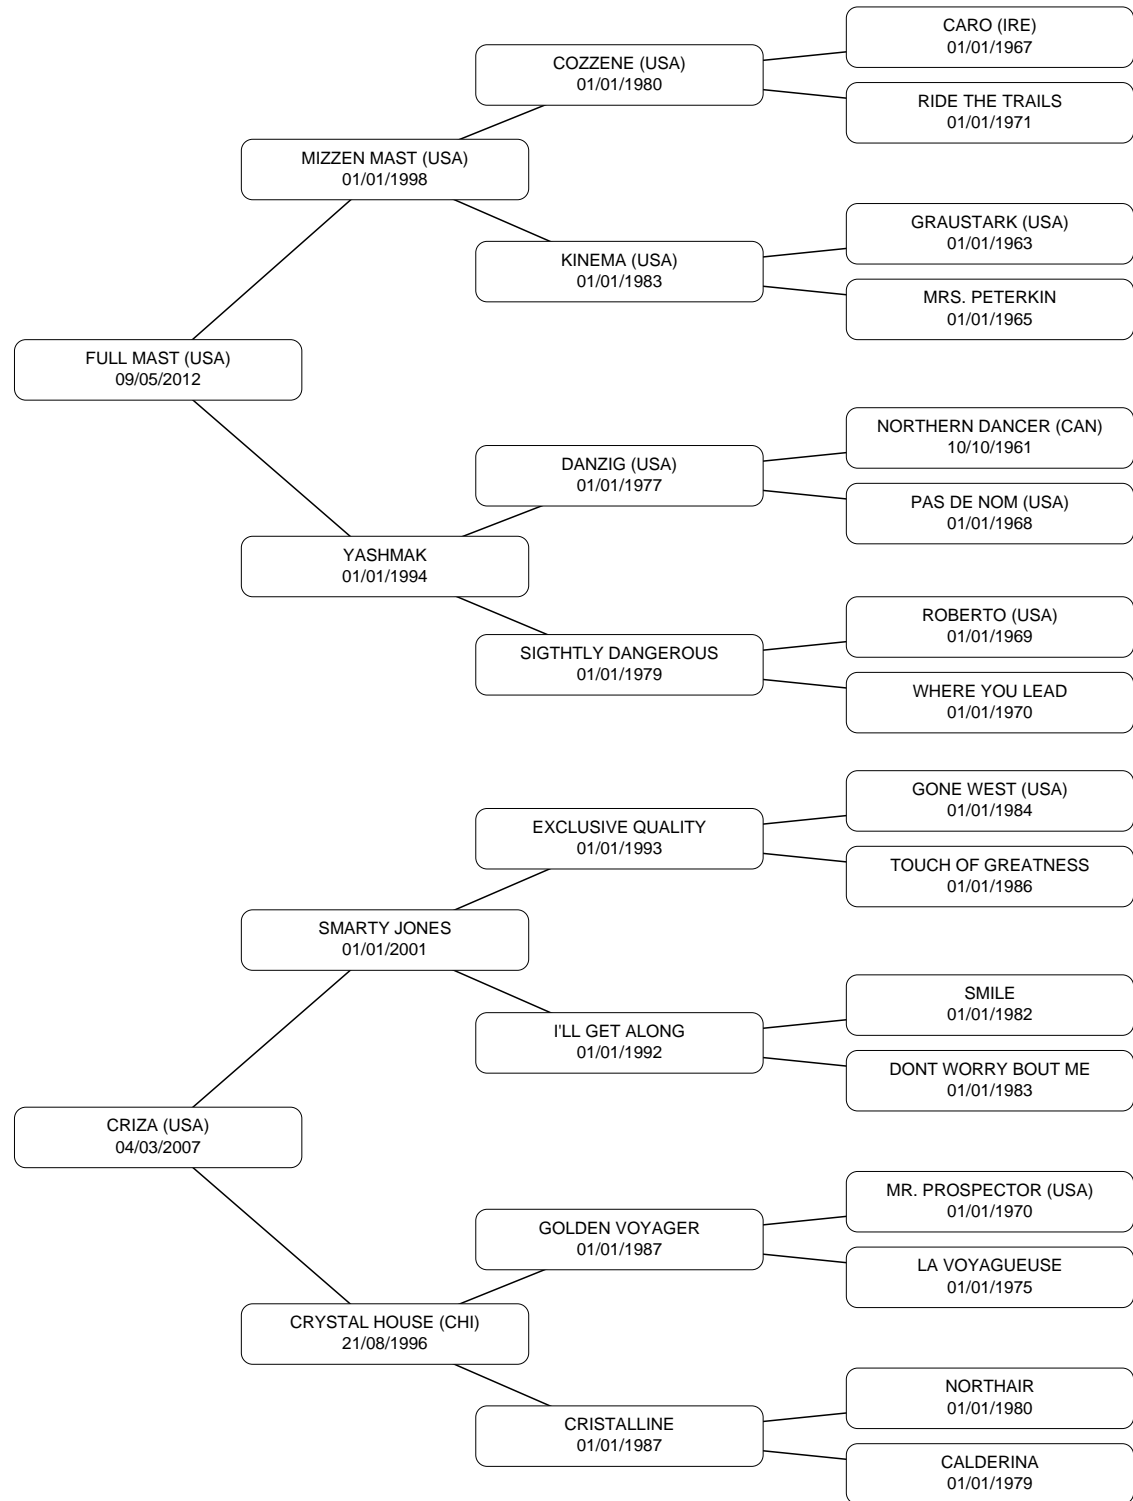 CARO (IRE)
01/01/1967
COZZENE (USA)
01/01/1980
RIDE THE TRAILS
01/01/1971
MIZZEN MAST (USA)
01/01/1998
GRAUSTARK (USA)
01/01/1963
KINEMA (USA)
01/01/1983
MRS. PETERKIN
01/01/1965
FULL MAST (USA)
09/05/2012
NORTHERN DANCER (CAN)
10/10/1961
DANZIG (USA)
01/01/1977
PAS DE NOM (USA)
01/01/1968
YASHMAK
01/01/1994
ROBERTO (USA)
01/01/1969
SIGTHTLY DANGEROUS
01/01/1979
WHERE YOU LEAD
01/01/1970
GONE WEST (USA)
01/01/1984
EXCLUSIVE QUALITY
01/01/1993
TOUCH OF GREATNESS
01/01/1986
SMARTY JONES
01/01/2001
SMILE
01/01/1982
I'LL GET ALONG
01/01/1992
DONT WORRY BOUT ME
01/01/1983
CRIZA (USA)
04/03/2007
MR. PROSPECTOR (USA)
01/01/1970
GOLDEN VOYAGER
01/01/1987
LA VOYAGUEUSE
01/01/1975
CRYSTAL HOUSE (CHI)
21/08/1996
NORTHAIR
01/01/1980
CRISTALLINE
01/01/1987
CALDERINA
01/01/1979